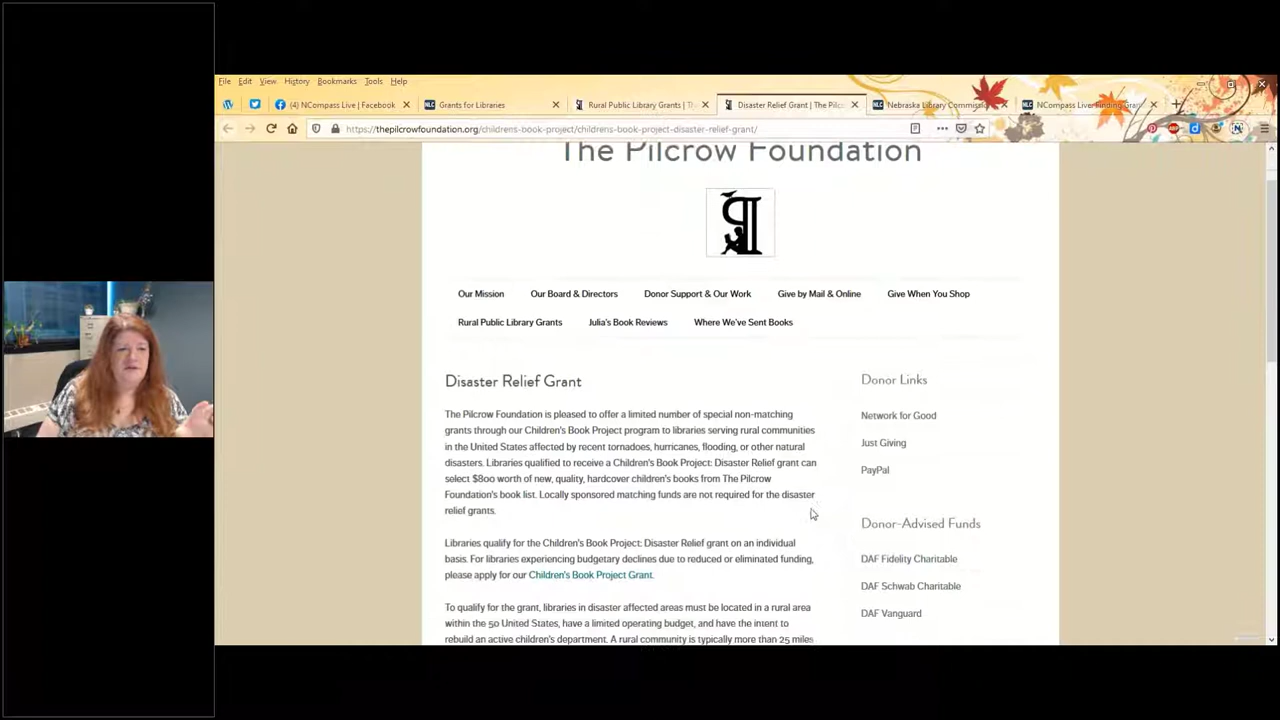 File Edit View History Bookmarks Tools Help
(4) NCompass Live | Facebook Grants for Libraries Rural Public Library Grants | Disaster Relief Grant | The Pilc Nebraska Library Commissi NCompass Live: Finding Gran
https://thepilcrowfoundation.org/childrens-book-project/childrens-book-project-disaster-relief-grant/
The Pilcrow Foundation
Our Mission Our Board & Directors Donor Support & Our Work Give by Mail & Online Give When You Shop
Rural Public Library Grants Julia's Book Reviews Where We've Sent Books
Disaster Relief Grant
The Pilcrow Foundation is pleased to offer a limited number of special non-matching
grants through our Children's Book Project program to libraries serving rural communities
in the United States affected by recent tornadoes, hurricanes, flooding, or other natural
disasters. Libraries qualified to receive a Children's Book Project: Disaster Relief grant can
select $800 worth of new, quality, hardcover children's books from The Pilcrow
Foundation's book list. Locally sponsored matching funds are not required for the disaster
relief grants.
Libraries qualify for the Children's Book Project: Disaster Relief grant on an individual
basis. For libraries experiencing budgetary declines due to reduced or eliminated funding,
please apply for our Children's Book Project Grant.
To qualify for the grant, libraries in disaster affected areas must be located in a rural area
within the 50 United States, have a limited operating budget, and have the intent to
rebuild an active children's department. A rural community is typically more than 25 miles
Donor Links
Network for Good
Just Giving
PayPal
Donor-Advised Funds
DAF Fidelity Charitable
DAF Schwab Charitable
DAF Vanguard